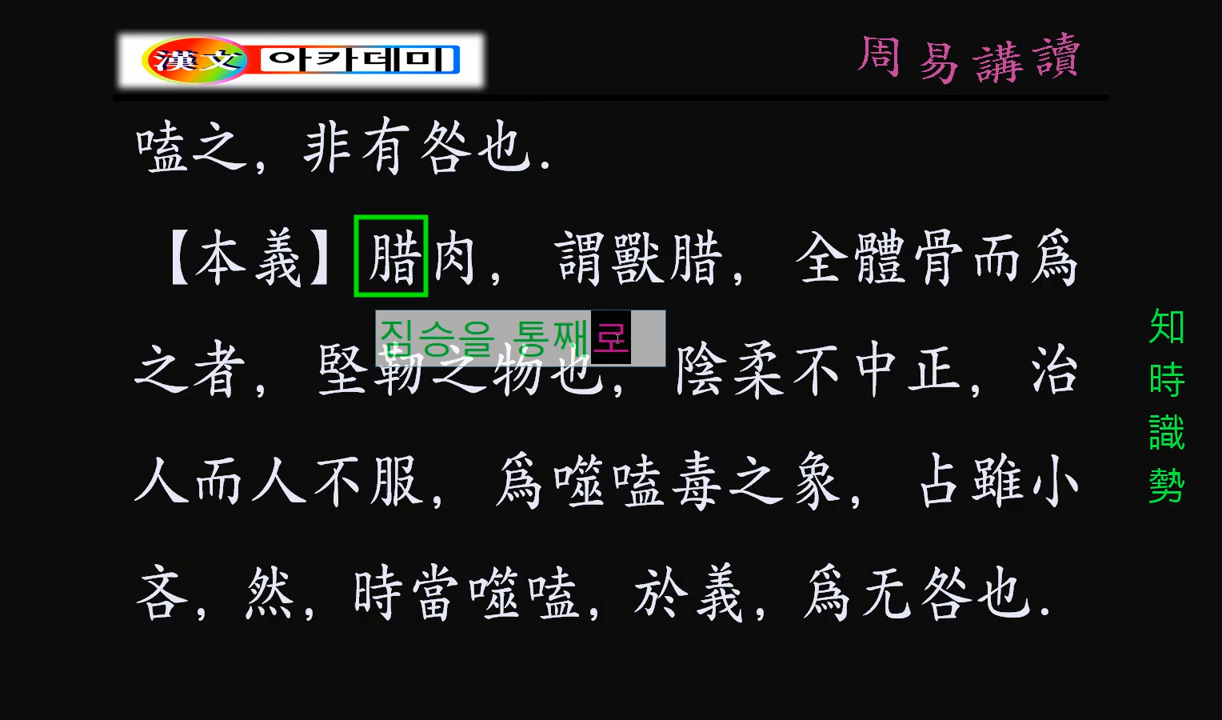 漢文 아카데미
周易講讀
嗑之, 非有咎也.
【本義】腊肉, 謂獸腊, 全體骨而爲
짐승을 통째로
之者, 堅靭之物也, 陰柔不中正, 治
人而人不服, 爲噬嗑毒之象, 占雖小
吝, 然, 時當噬嗑, 於義, 爲无咎也.
知時識勢